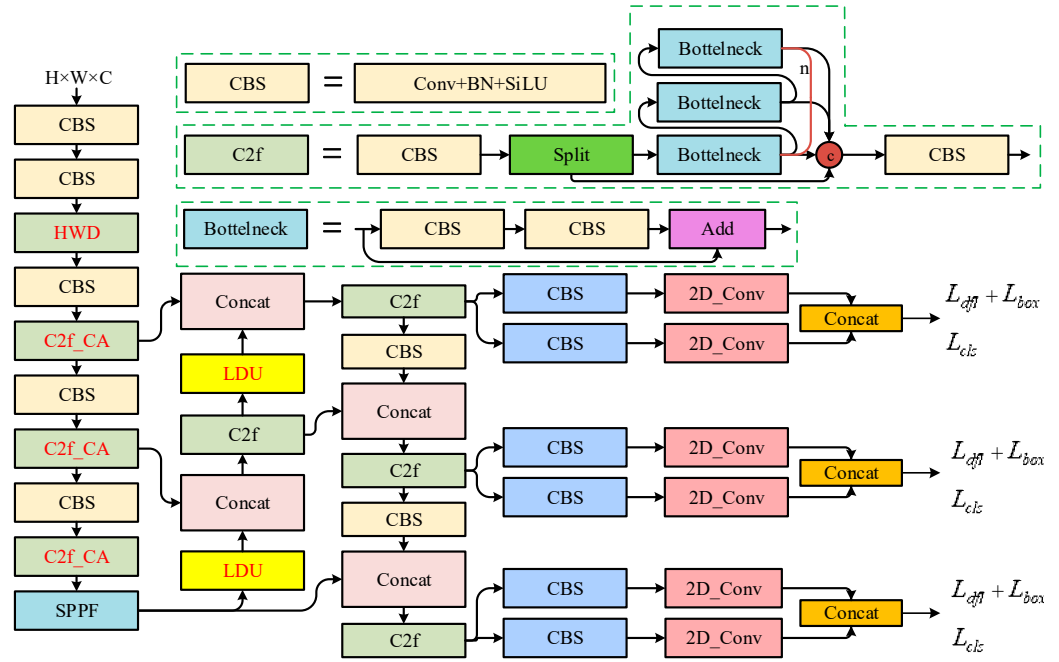 H×W×C
CBS
CBS
HWD
CBS
C2f_CA
CBS
C2f_CA
CBS
C2f_CA
SPPF
CBS = Conv+BN+SiLU
Bottelneck
n
Bottelneck
C2f = CBS Split Bottelneck c CBS
Bottelneck = CBS CBS Add
Concat
LDU
C2f
Concat
LDU
C2f
CBS
Concat
C2f
CBS
Concat
C2f
CBS 2D_Conv
CBS 2D_Conv
Concat
L_dfl + L_box
L_cls
CBS 2D_Conv
CBS 2D_Conv
Concat
L_dfl + L_box
L_cls
CBS 2D_Conv
CBS 2D_Conv
Concat
L_dfl + L_box
L_cls